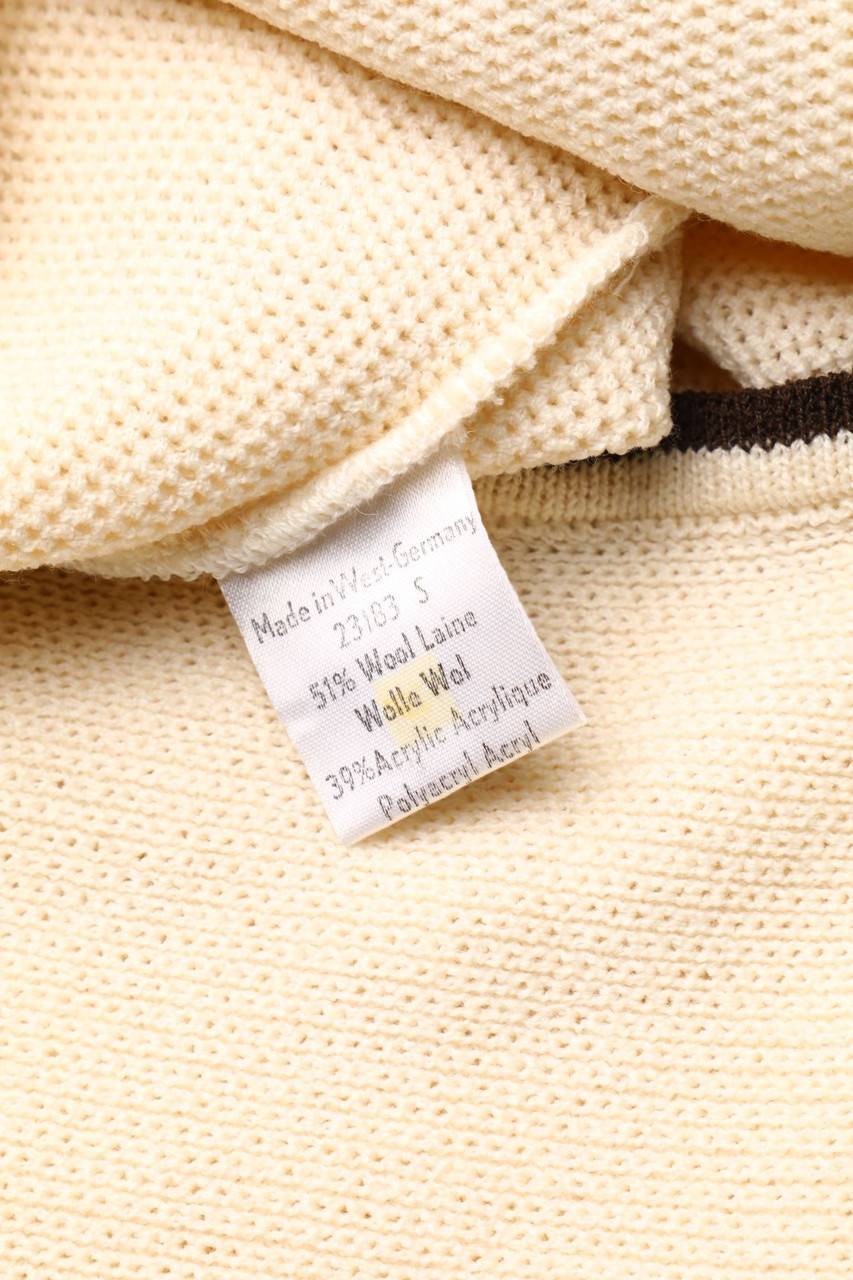 Made in West-Germany
23183 S
51% Wool Laine
Wolle Wol
39% Acrylic Acrylique
Polyacryl Acryl